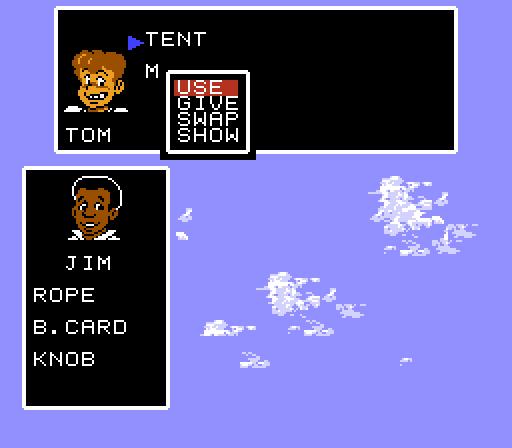 TENT
M
USE
GIVE
SWAP
SHOW
TOM
JIM
ROPE
B.CARD
KNOB